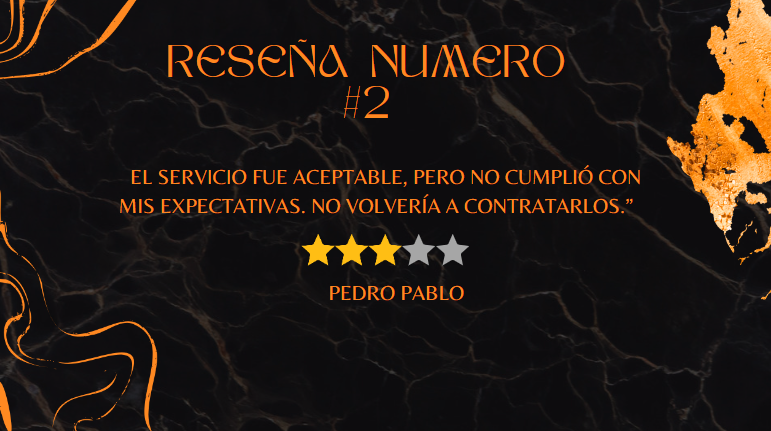 RESEÑA NUMERO
#2
EL SERVICIO FUE ACEPTABLE, PERO NO CUMPLIÓ CON
MIS EXPECTATIVAS. NO VOLVERÍA A CONTRATARLOS.”
PEDRO PABLO